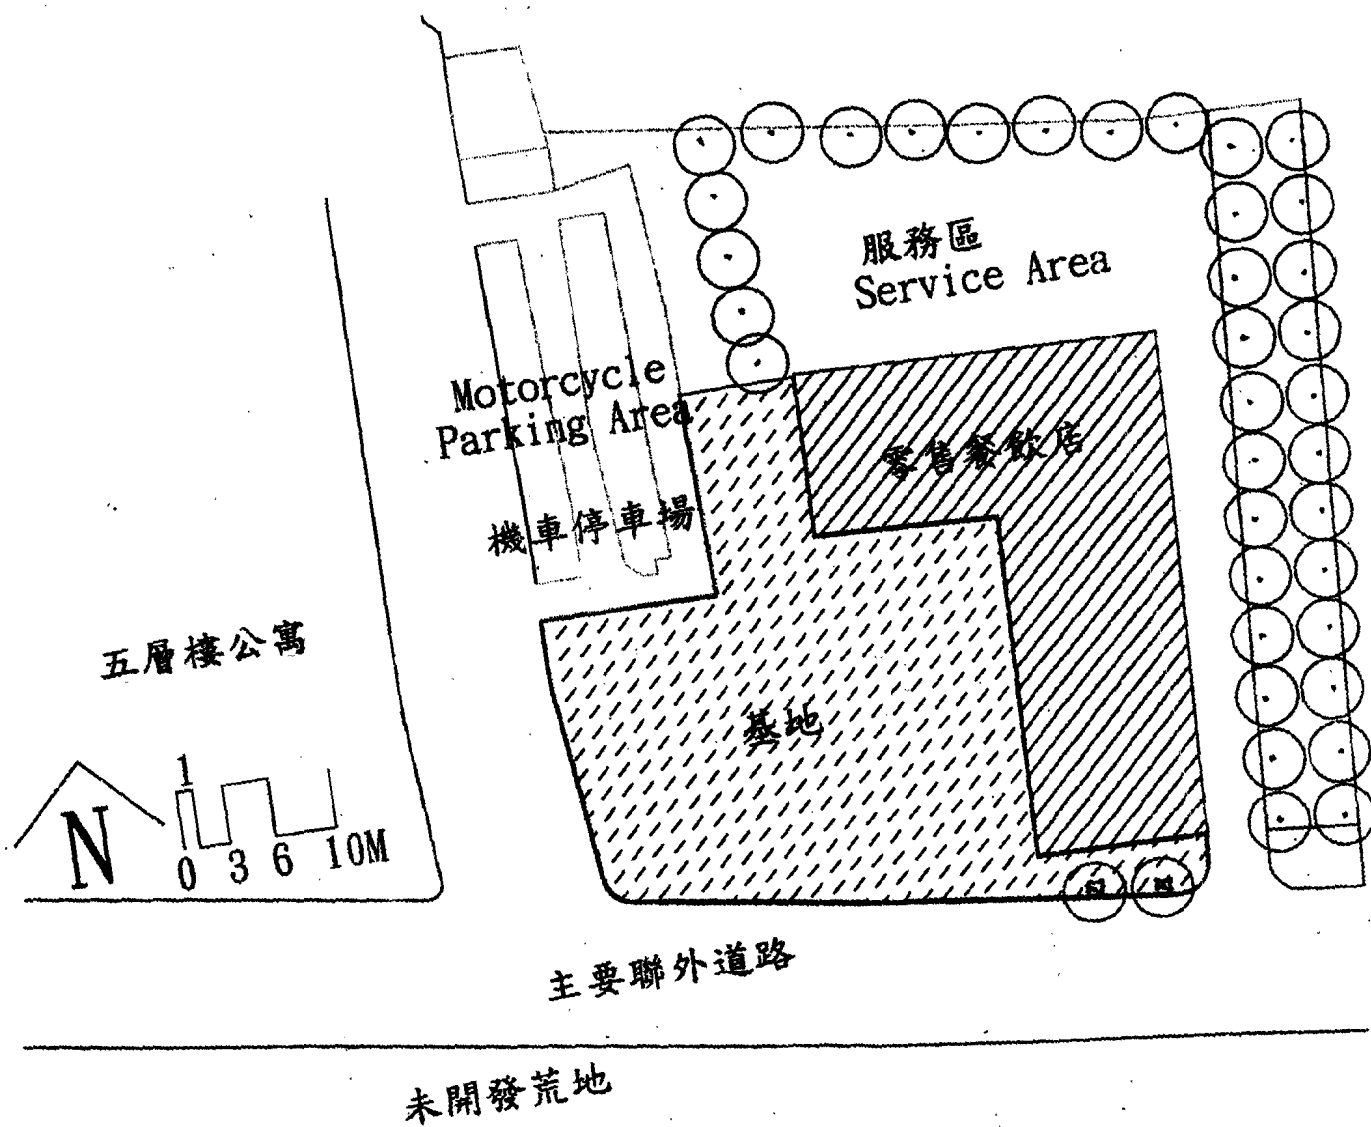 服務區
Service Area
Motorcycle
Parking Area
零售餐飲店
機車停車場
五層樓公寓
基地
1
N
0 3 6 10M
主要聯外道路
未開發荒地